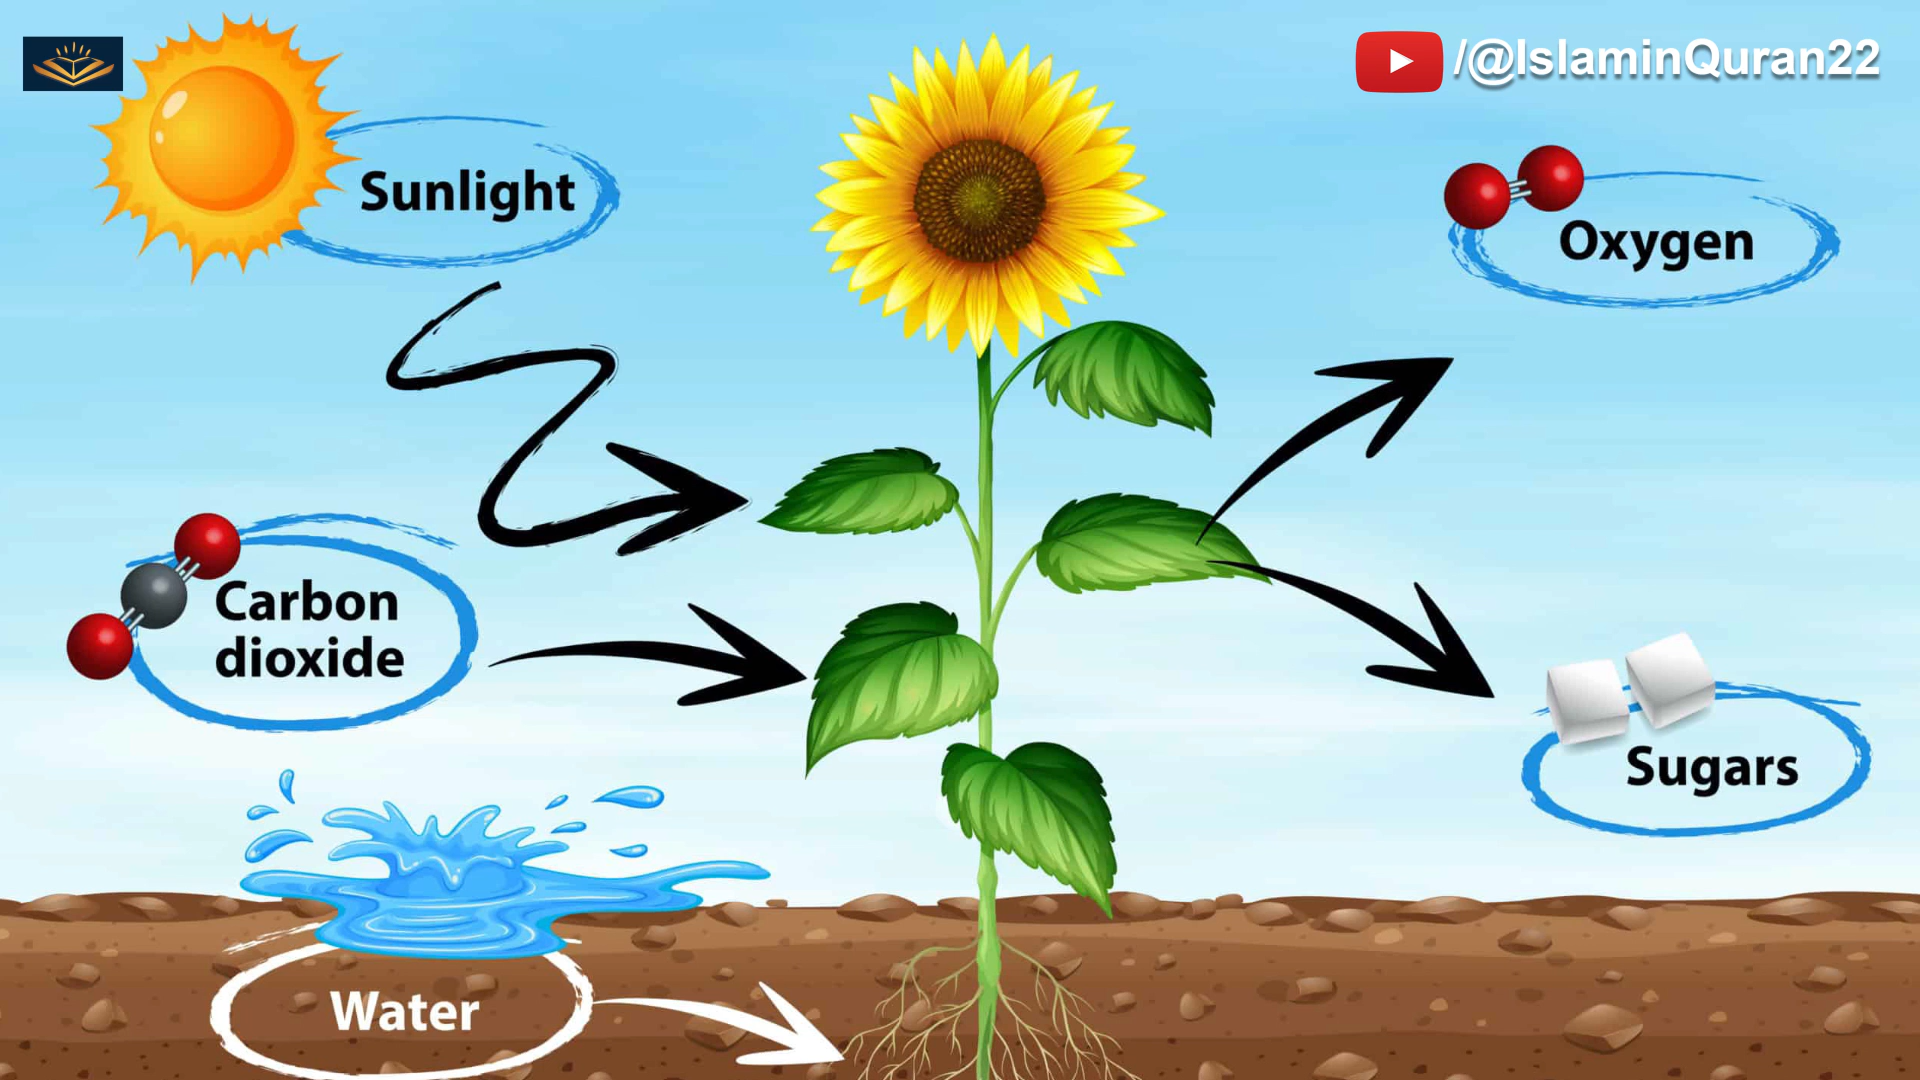 /@IslaminQuran22
Sunlight
Oxygen
Carbon
dioxide
Sugars
Water